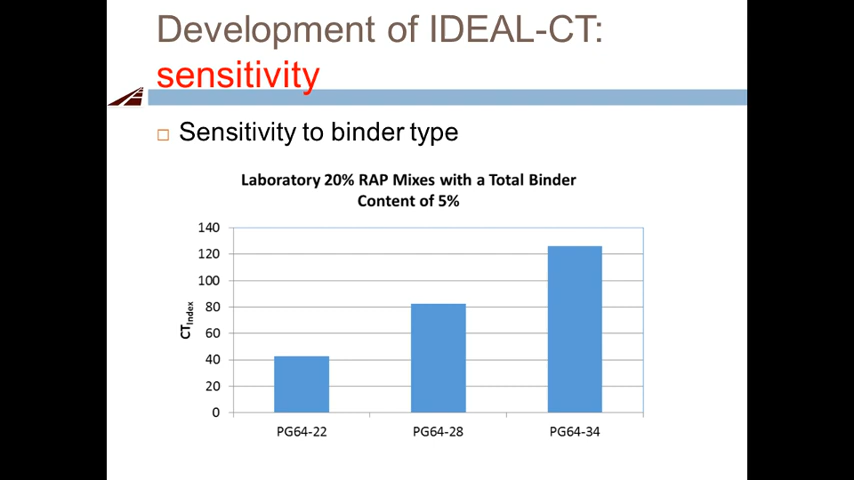 Development of IDEAL-CT:
sensitivity
Sensitivity to binder type
Laboratory 20% RAP Mixes with a Total Binder
Content of 5%
140
120
100
80
60
40
20
0
CTIndex
PG64-22 PG64-28 PG64-34